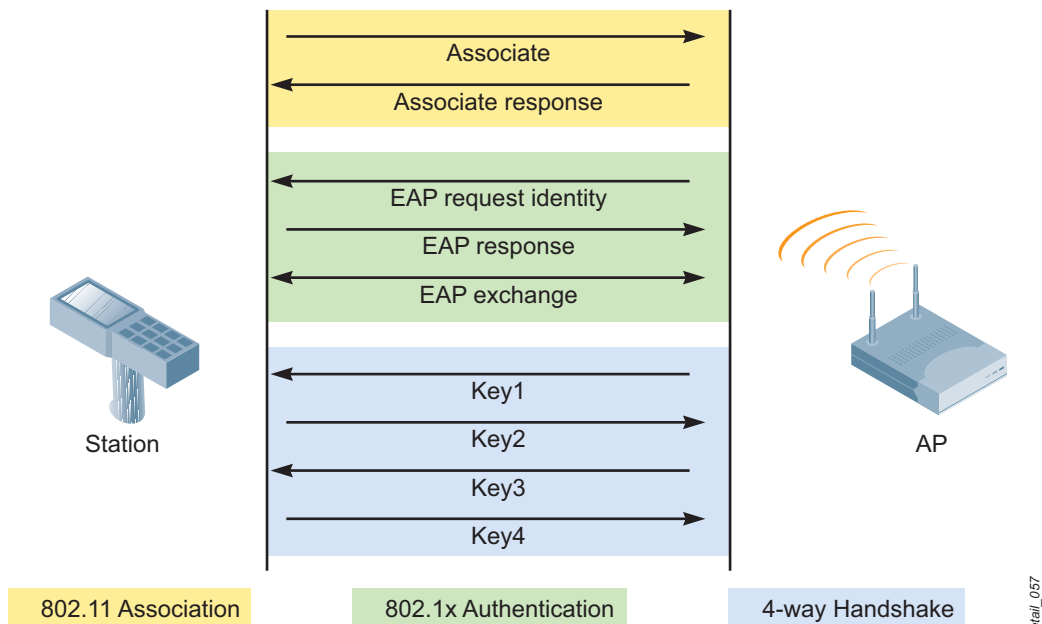 Associate
Associate response
EAP request identity
EAP response
EAP exchange
Key1
Key2
Key3
Key4
Station
AP
802.11 Association
802.1x Authentication
4-way Handshake